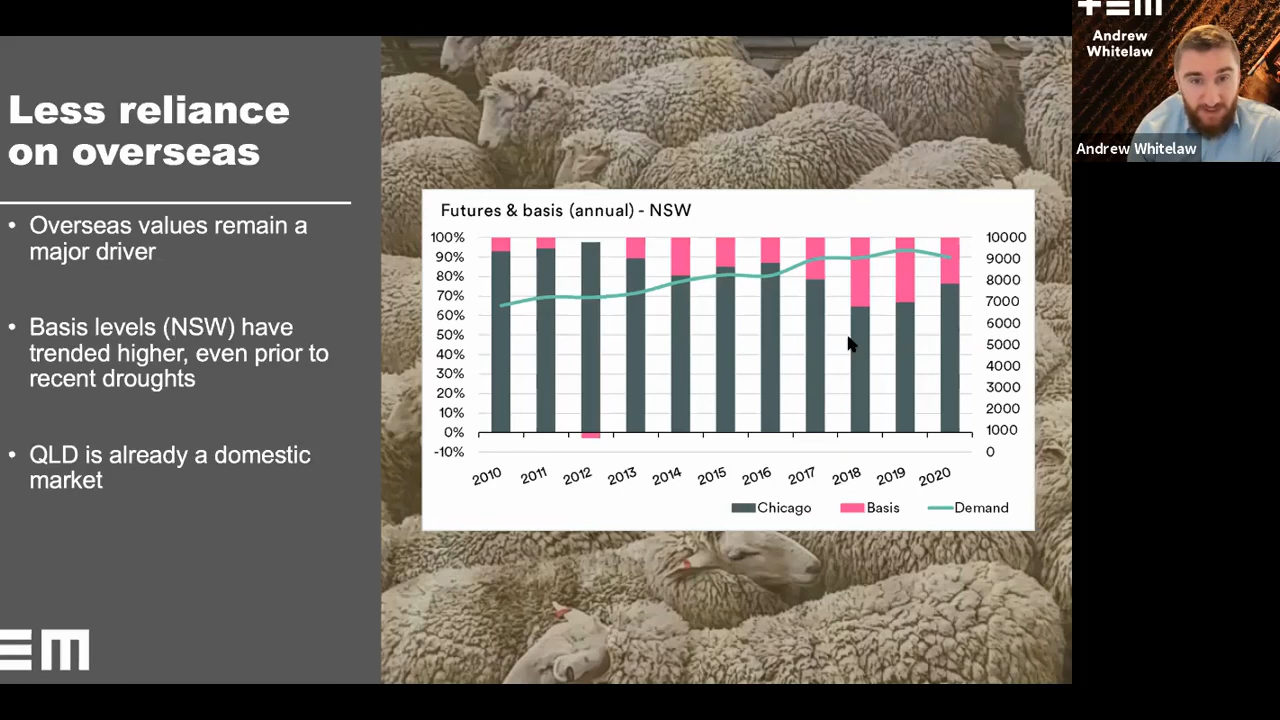 Less reliance
on overseas
• Overseas values remain a
major driver
• Basis levels (NSW) have
trended higher, even prior to
recent droughts
• QLD is already a domestic
market
EM
Futures & basis (annual) - NSW
100%
90%
80%
70%
60%
50%
40%
30%
20%
10%
0%
-10%
10000
9000
8000
7000
6000
5000
4000
3000
2000
1000
0
2010 2011 2012 2013 2014 2015 2016 2017 2018 2019 2020
Chicago Basis Demand
Andrew
Whitelaw
Andrew Whitelaw